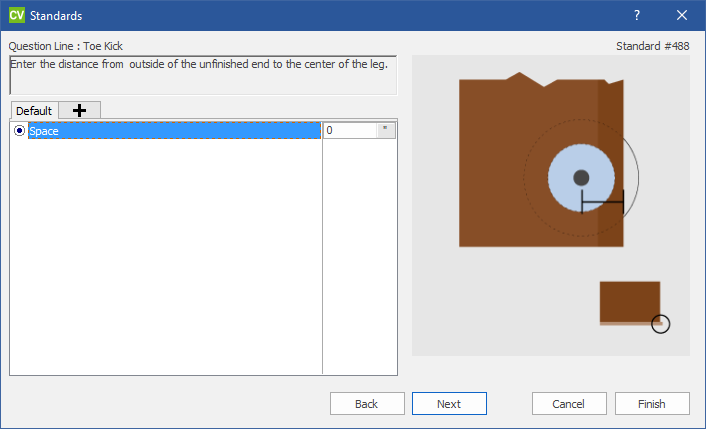 CV Standards ?
Question Line : Toe Kick Standard #488
Enter the distance from  outside of the unfinished end to the center of the leg.
Default
Space 0 "
Back Next Cancel Finish